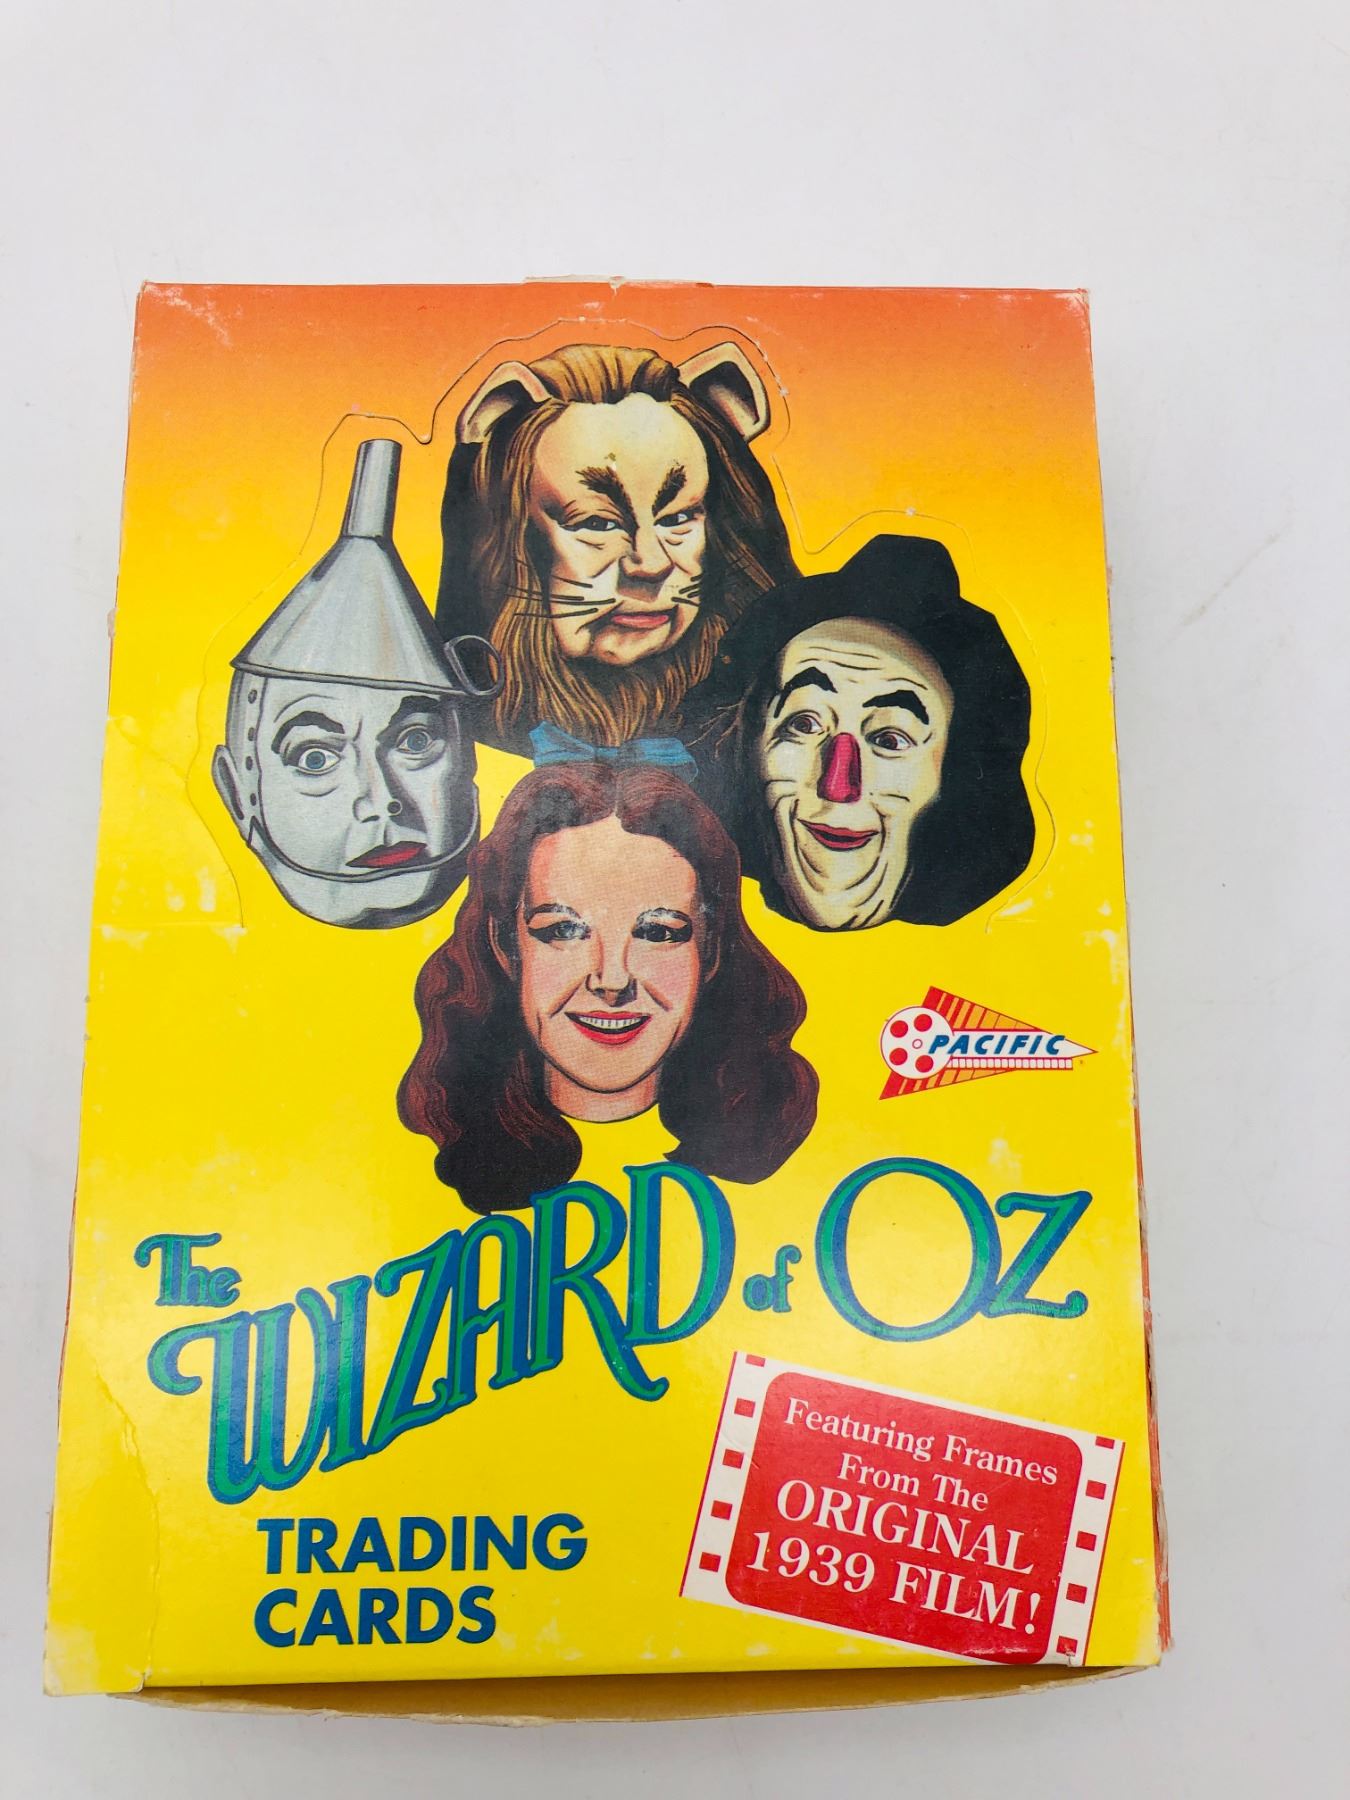 PACIFIC
The
WIZARD of OZ
TRADING
CARDS
Featuring Frames
From The
ORIGINAL
1939 FILM!